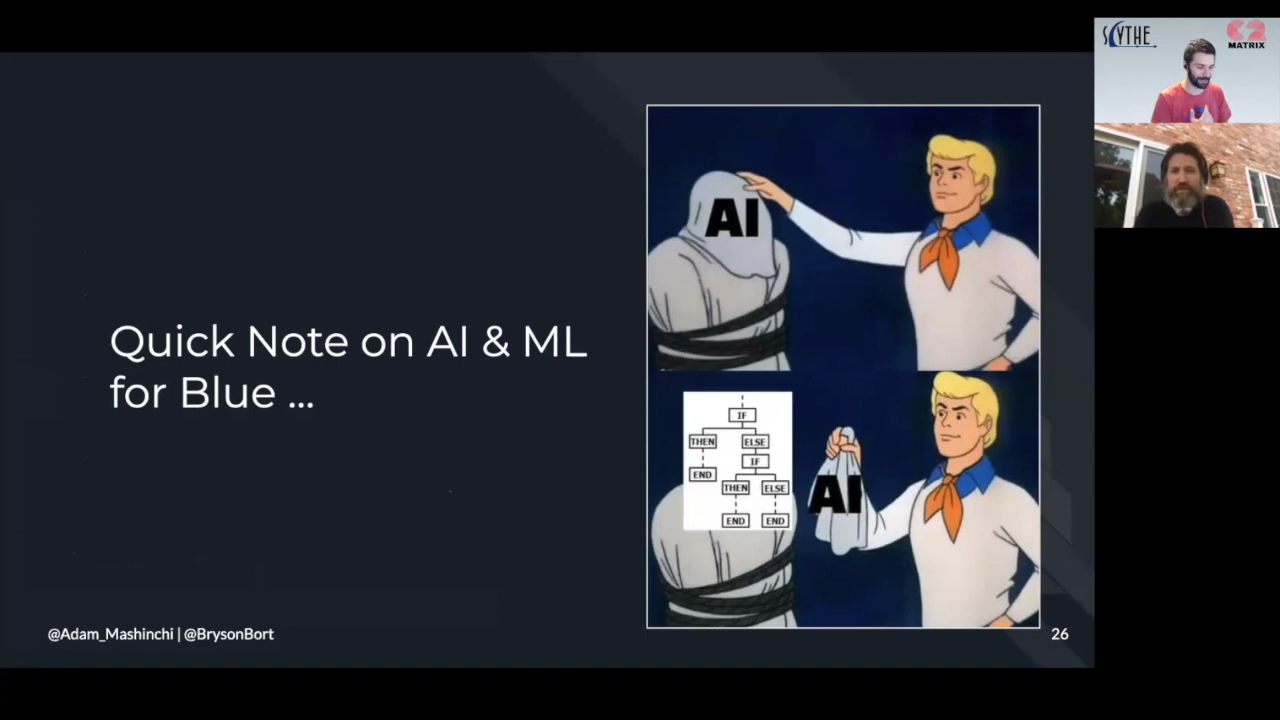 SCYTHE
C2
MATRIX
AI
Quick Note on AI & ML
for Blue ...
IF
THEN ELSE
IF
END
THEN ELSE
END END
AI
@Adam_Mashinchi | @BrysonBort
26